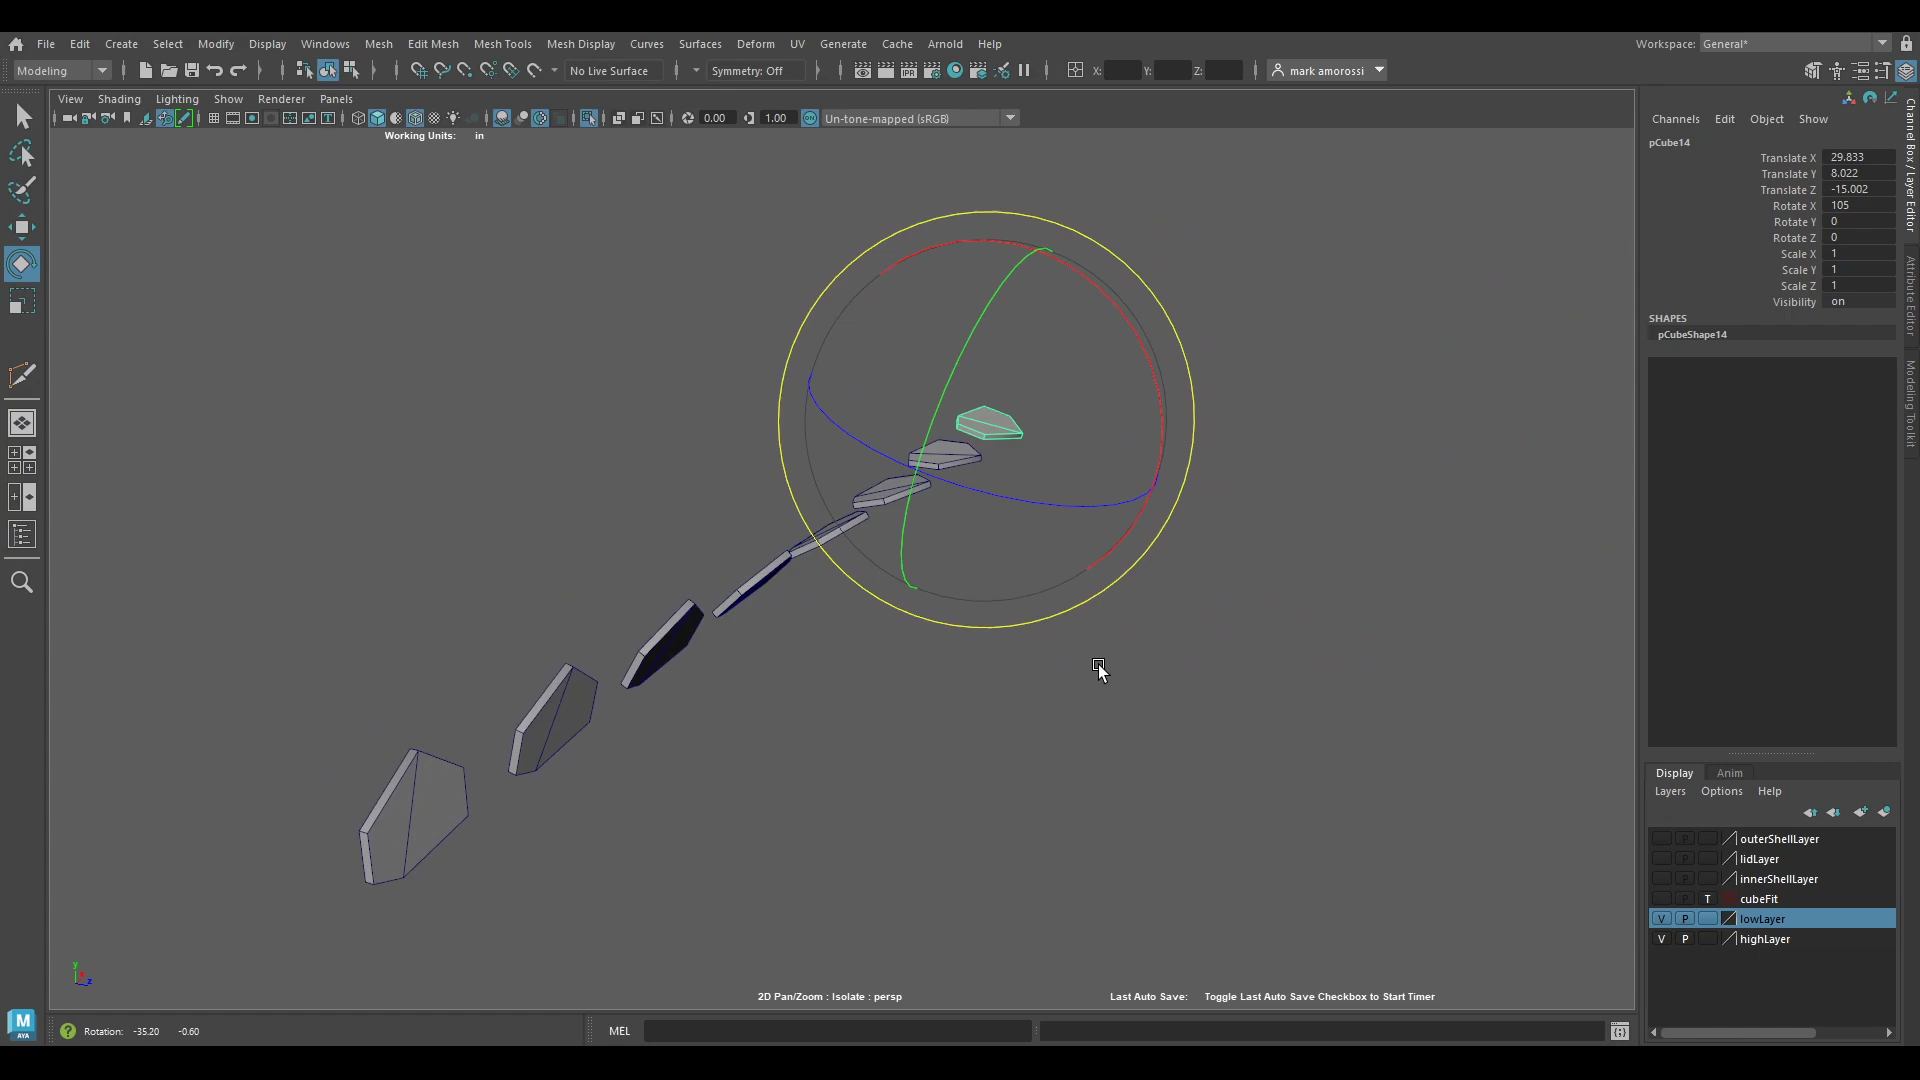 File Edit Create Select Modify Display Windows Mesh Edit Mesh Mesh Tools Mesh Display Curves Surfaces Deform UV Generate Cache Arnold Help Workspace: General*
Modeling No Live Surface Symmetry: Off IPR X: Y: Z: mark amorossi
View Shading Lighting Show Renderer Panels
0.00 1.00 Un-tone-mapped (sRGB)
Working Units: in
Channels Edit Object Show
pCube14
Translate X 29.833
Translate Y 8.022
Translate Z -15.002
Rotate X 105
Rotate Y 0
Rotate Z 0
Scale X 1
Scale Y 1
Scale Z 1
Visibility on
SHAPES
pCubeShape14
Channel Box / Layer Editor
Attribute Editor
Modeling Toolkit
Display Anim
Layers Options Help
P outerShellLayer
P lidLayer
P innerShellLayer
P T cubeFit
V P lowLayer
V P highLayer
y
z
2D Pan/Zoom : Isolate : persp Last Auto Save: Toggle Last Auto Save Checkbox to Start Timer
M
AYA
Rotation: -35.20 -0.60 MEL